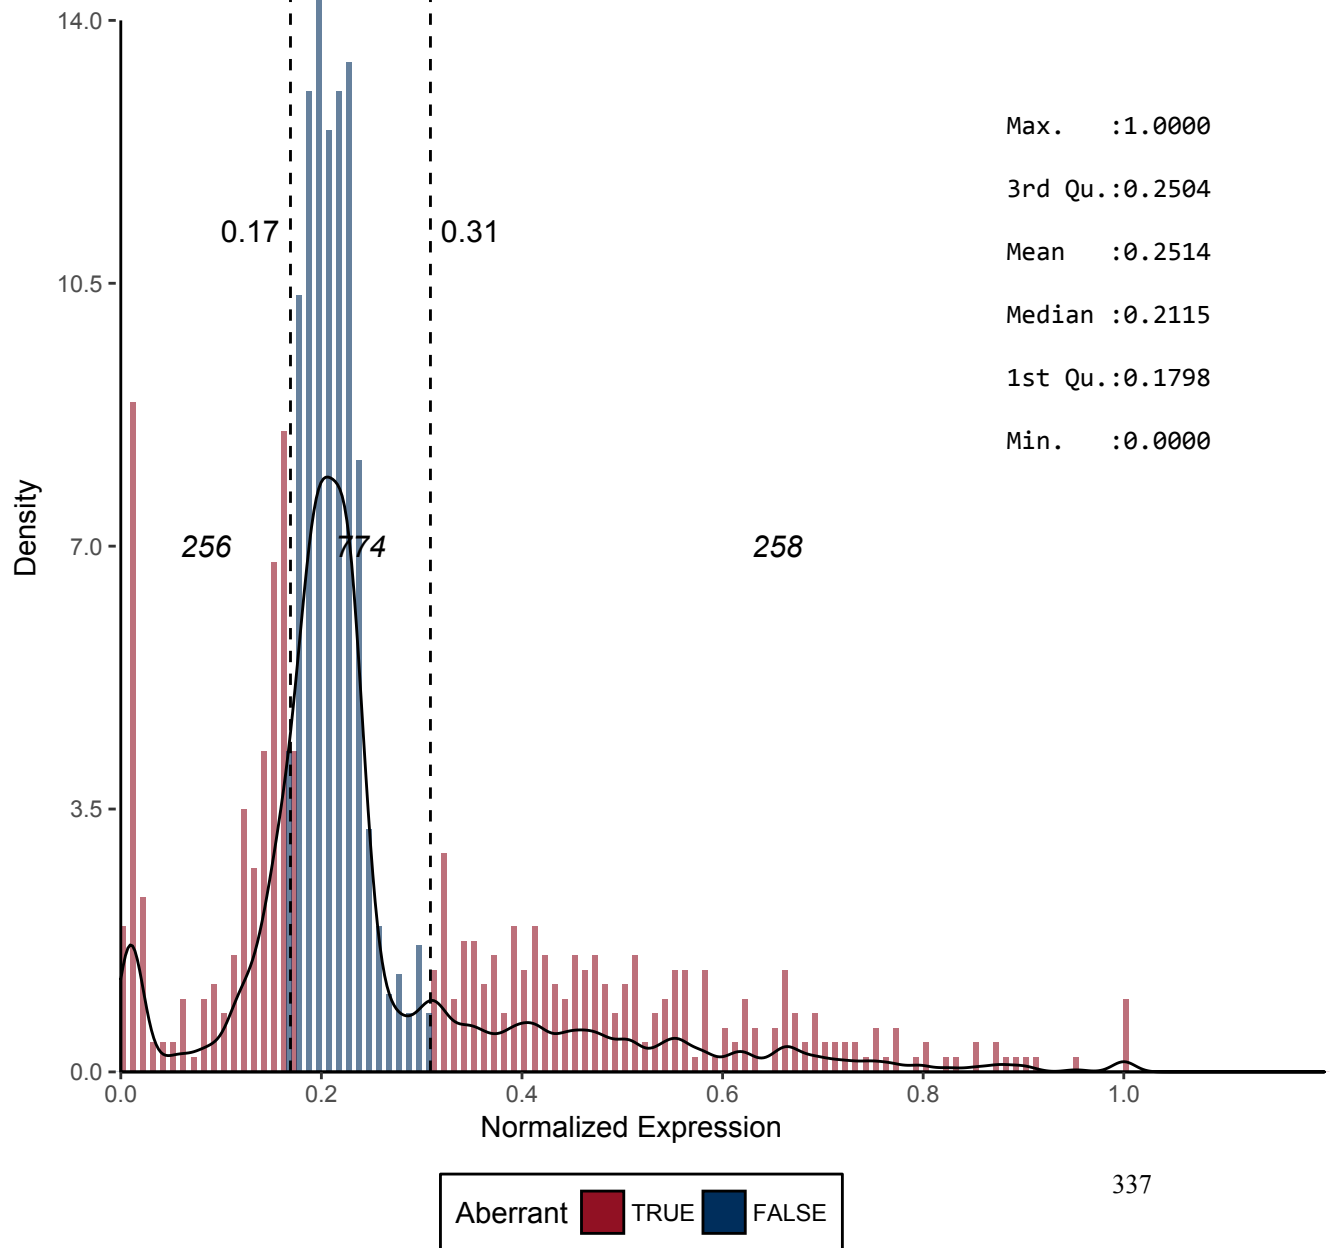 14.0
Max.   :1.0000
3rd Qu.:0.2504
0.17
0.31
Mean   :0.2514
10.5
Median :0.2115
1st Qu.:0.1798
Min.   :0.0000
Density
7.0
256
774
258
3.5
0.0
0.0 0.2 0.4 0.6 0.8 1.0
Normalized Expression
337
Aberrant TRUE FALSE